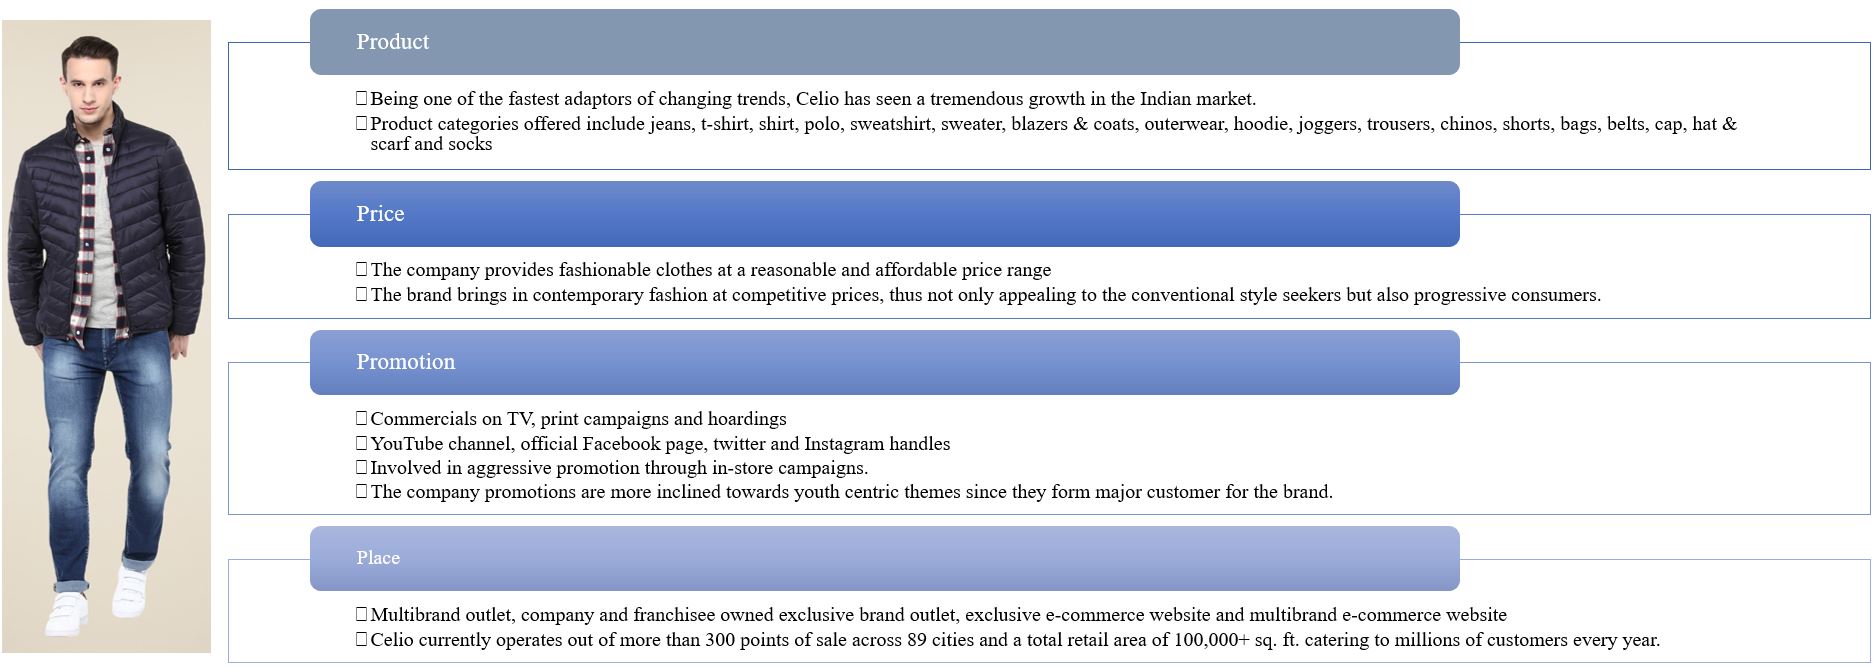 Product
Being one of the fastest adaptors of changing trends, Celio has seen a tremendous growth in the Indian market.
Product categories offered include jeans, t-shirt, shirt, polo, sweatshirt, sweater, blazers & coats, outerwear, hoodie, joggers, trousers, chinos, shorts, bags, belts, cap, hat &
scarf and socks
Price
The company provides fashionable clothes at a reasonable and affordable price range
The brand brings in contemporary fashion at competitive prices, thus not only appealing to the conventional style seekers but also progressive consumers.
Promotion
Commercials on TV, print campaigns and hoardings
YouTube channel, official Facebook page, twitter and Instagram handles
Involved in aggressive promotion through in-store campaigns.
The company promotions are more inclined towards youth centric themes since they form major customer for the brand.
Place
Multibrand outlet, company and franchisee owned exclusive brand outlet, exclusive e-commerce website and multibrand e-commerce website
Celio currently operates out of more than 300 points of sale across 89 cities and a total retail area of 100,000+ sq. ft. catering to millions of customers every year.